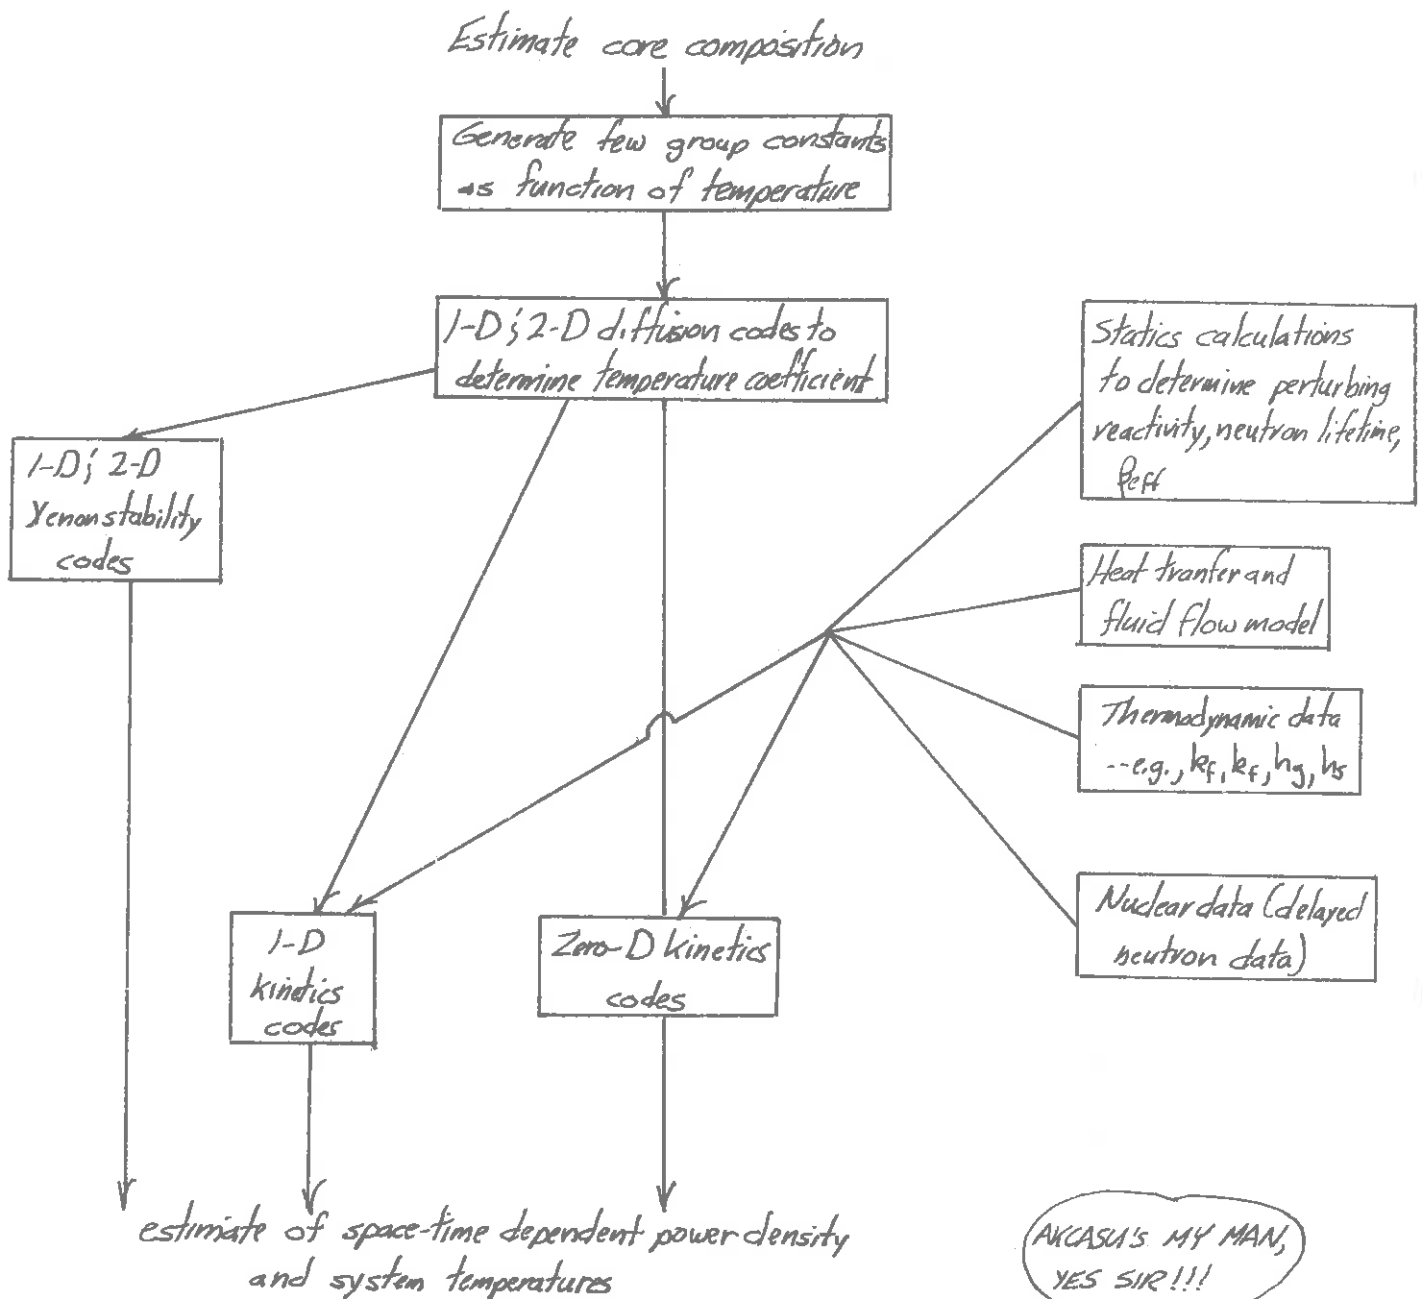 Estimate core composition
Generate few group constants
as function of temperature
1-D & 2-D diffusion codes to
determine temperature coefficient
Statics calculations
to determine perturbing
reactivity, neutron lifetime,
βeff
1-D & 2-D
Xenon stability
codes
Heat tranfer and
fluid flow model
Thermodynamic data
--e.g., kf, kf, hg, hs
Nuclear data (delayed
neutron data)
1-D
kinetics
codes
Zero-D kinetics
codes
estimiate of space-time dependent power density
and system temperatures
AKCASU'S MY MAN,
YES SIR!!!